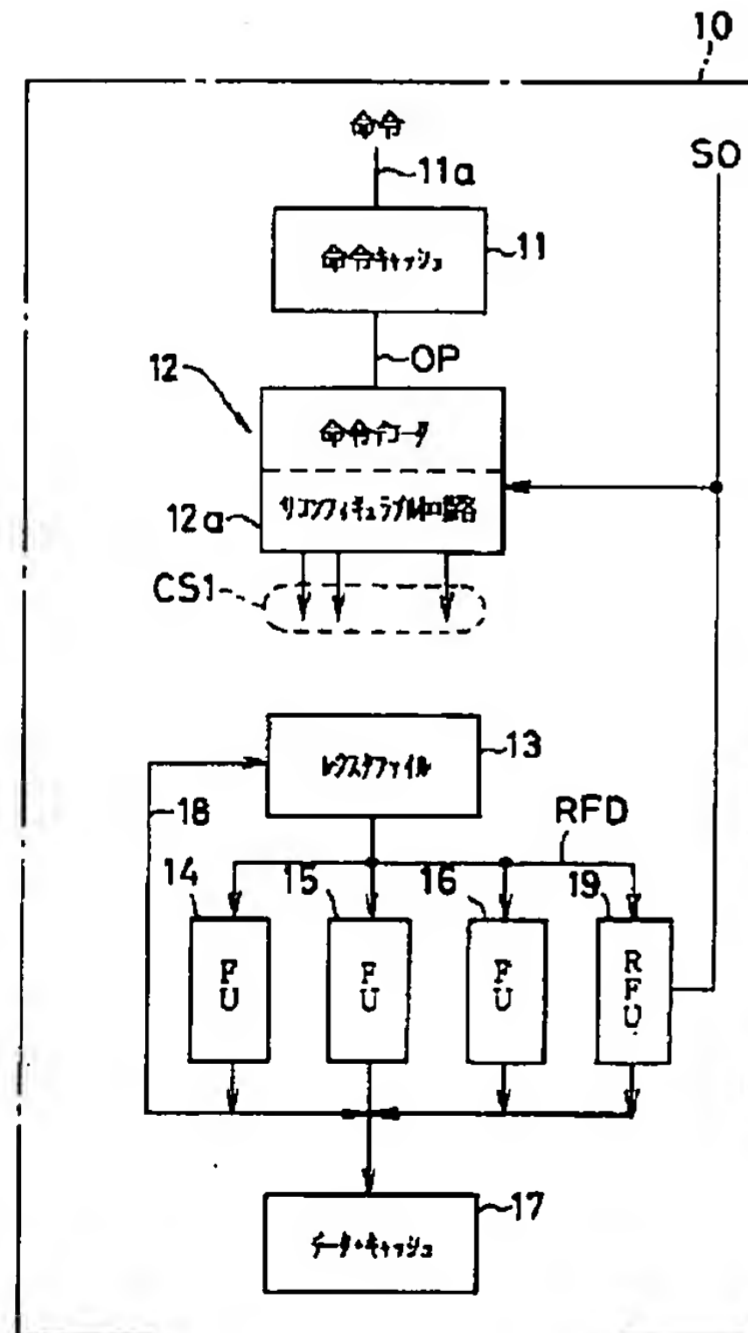 10
命令
SO
11a
命令キャッシュ
11
OP
12
命令デコーダ
12a
リコンフィギュラブル回路
CS1
レジスタファイル
13
18
RFD
14
15
16
19
FU
FU
FU
RFU
データ・キャッシュ
17